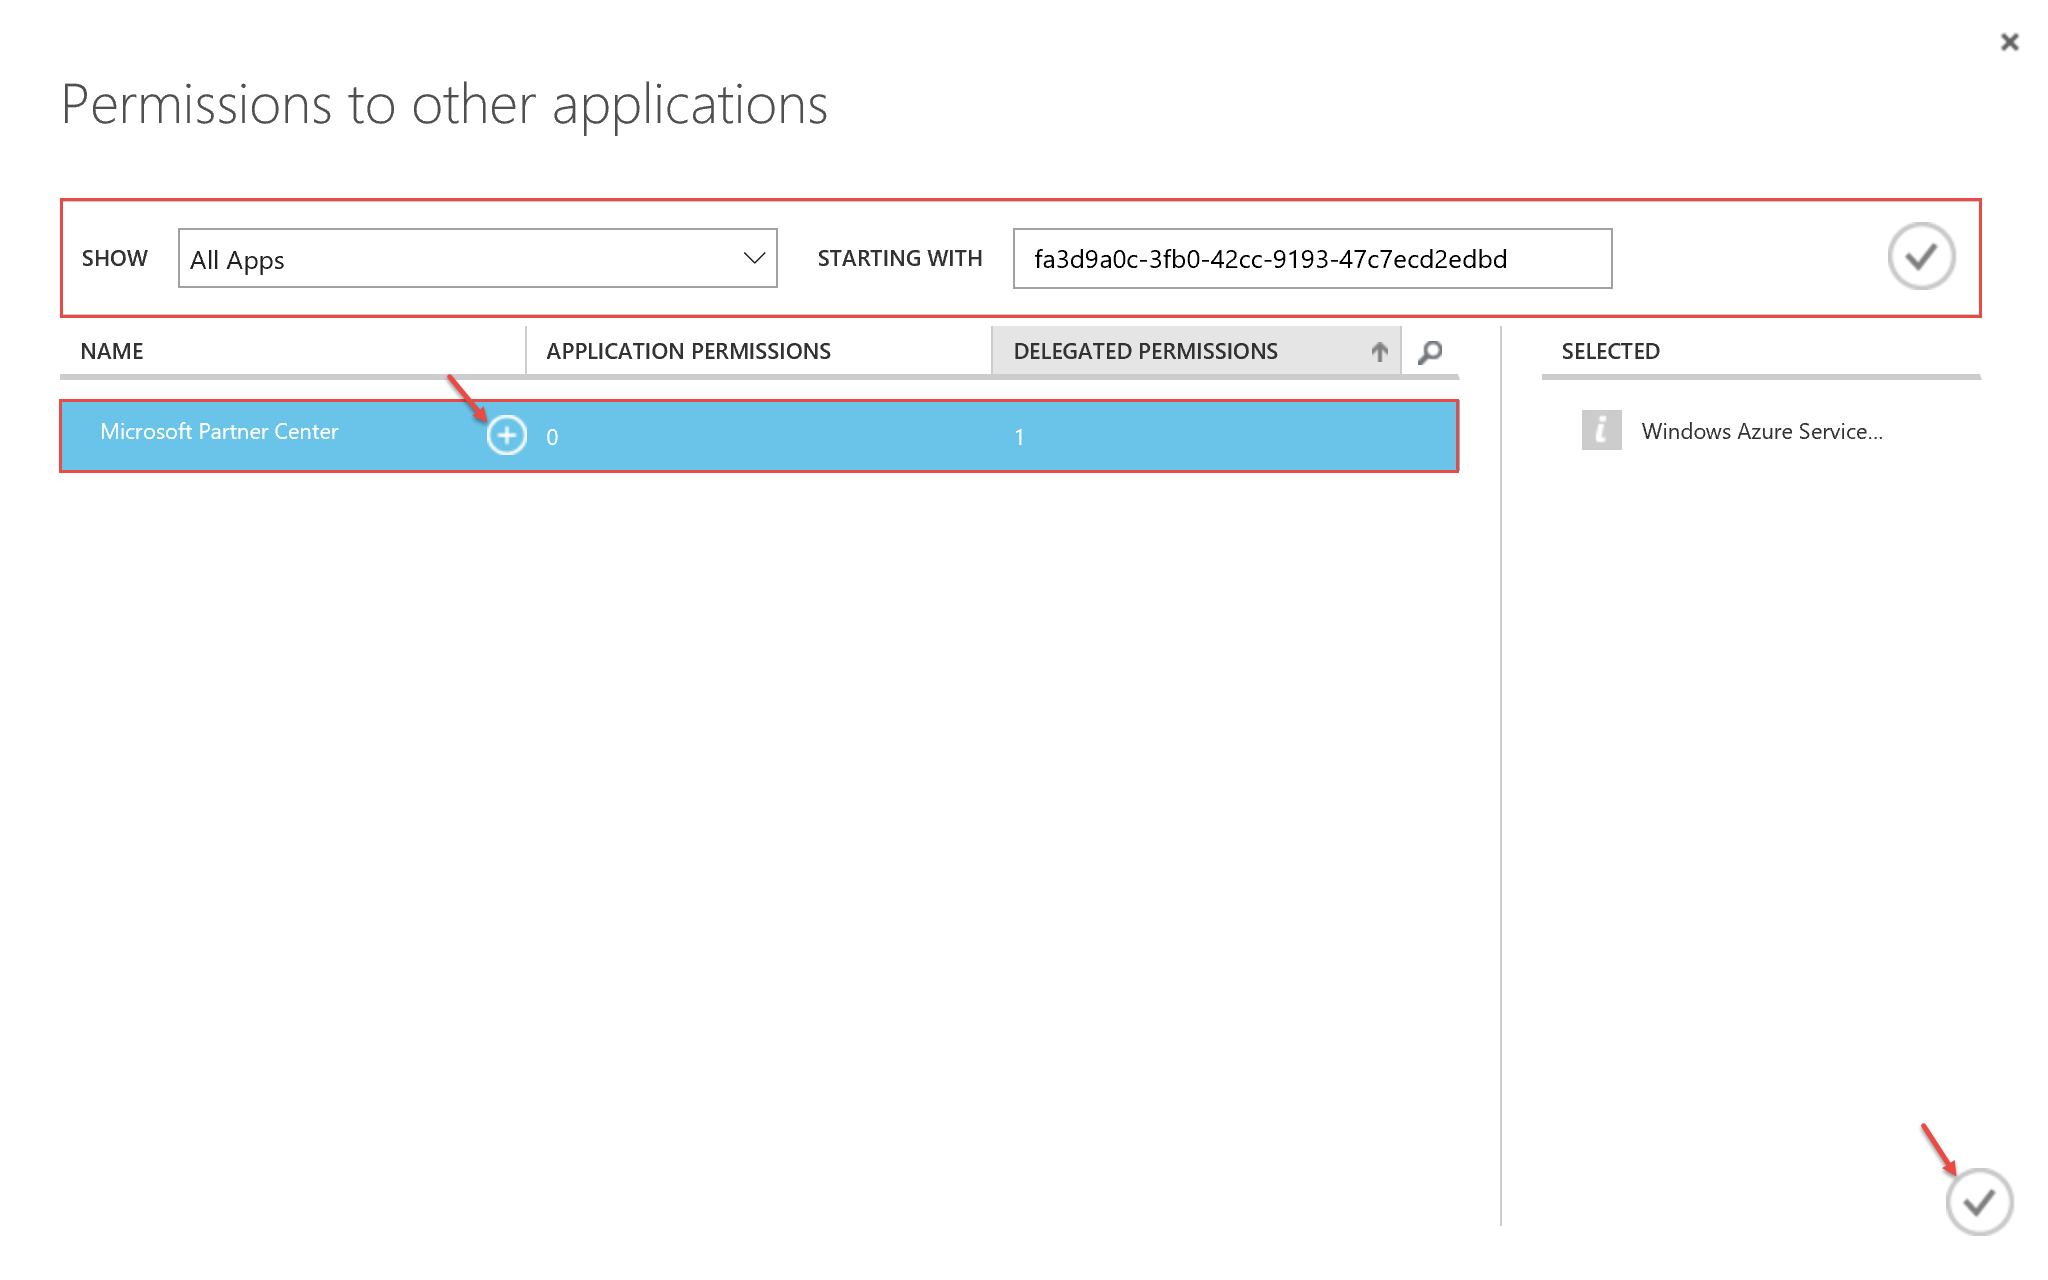 Permissions to other applications
SHOW All Apps STARTING WITH fa3d9a0c-3fb0-42cc-9193-47c7ecd2edbd
NAME APPLICATION PERMISSIONS DELEGATED PERMISSIONS SELECTED
Microsoft Partner Center 0 1 Windows Azure Service...